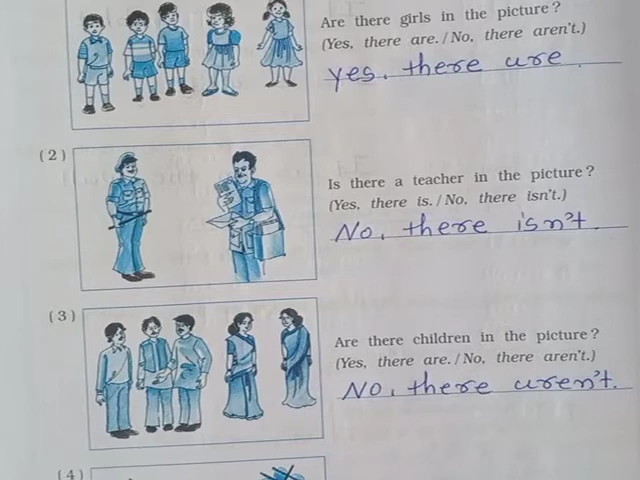 Are there girls in the picture?
(Yes, there are. / No, there aren't.)
yes, there are.
(2)
Is there a teacher in the picture?
(Yes, there is. / No, there isn't.)
No, there isn't.
(3)
Are there children in the picture?
(Yes, there are. / No, there aren't.)
No, there aren't.
(4)